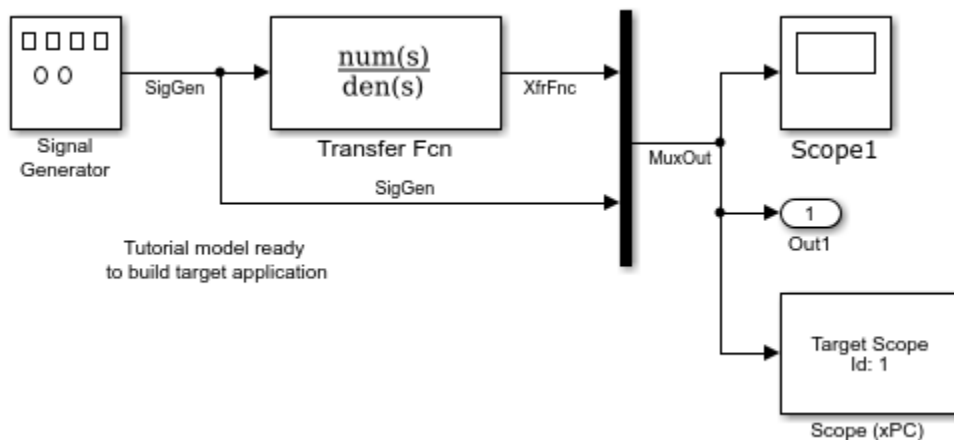 num(s)
den(s)
SigGen
XfrFnc
Signal
Generator
Transfer Fcn
MuxOut
Scope1
SigGen
1
Out1
Tutorial model ready
to build target application
Target Scope
Id: 1
Scope (xPC)